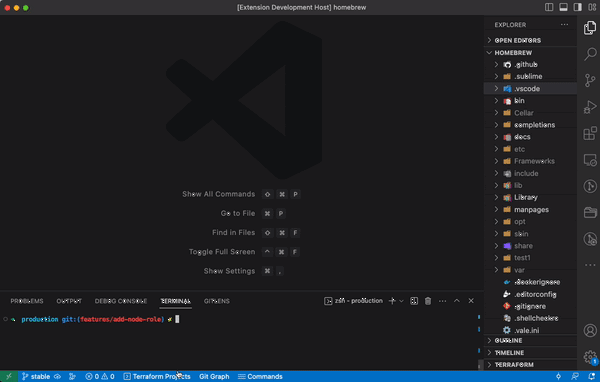 [Extension Development Host] homebrew
EXPLORER
OPEN EDITORS
HOMEBREW
.github
.sublime
.vscode
bin
Cellar
completions
docs
etc
Frameworks
include
lib
Library
manpages
opt
sbin
share
test1
var
.dockerignore
.editorconfig
.gitignore
.shellcheckrc
.vale.ini
OUTLINE
TIMELINE
TERRAFORM
Show All Commands ⇧ ⌘ P
Go to File ⌘ P
Find in Files ⇧ ⌘ F
Toggle Full Screen ^ ⌘ F
Show Settings ⌘ ,
PROBLEMS OUTPUT DEBUG CONSOLE TERMINAL GITLENS
zsh - production
production git:(features/add-node-role)
stable 0 0 Terraform Projects Git Graph Commands